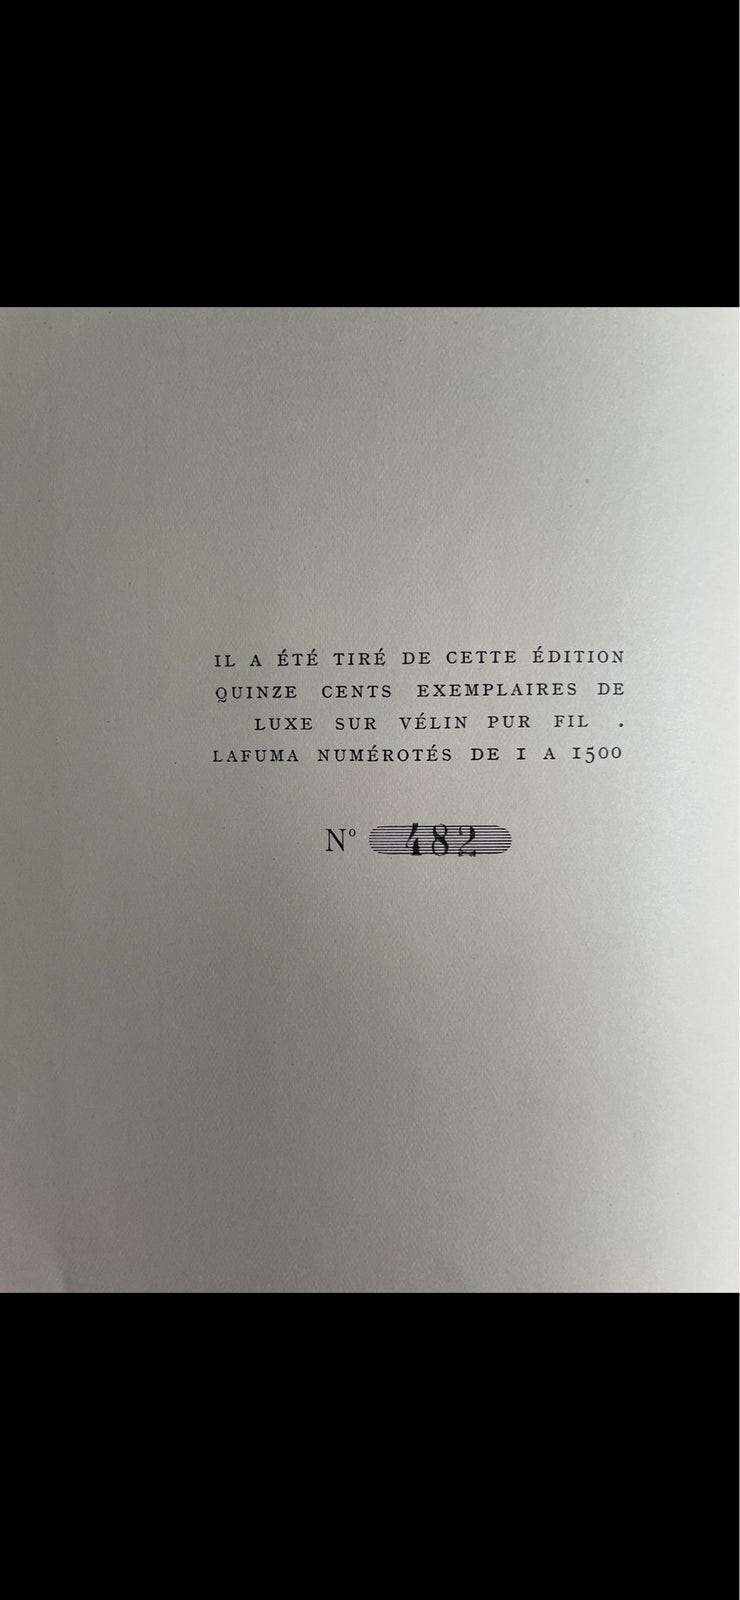 IL A ÉTÉ TIRÉ DE CETTE ÉDITION
QUINZE CENTS EXEMPLAIRES DE
LUXE SUR VÉLIN PUR FIL .
LAFUMA NUMÉROTÉS DE I A 1500
Nº 482